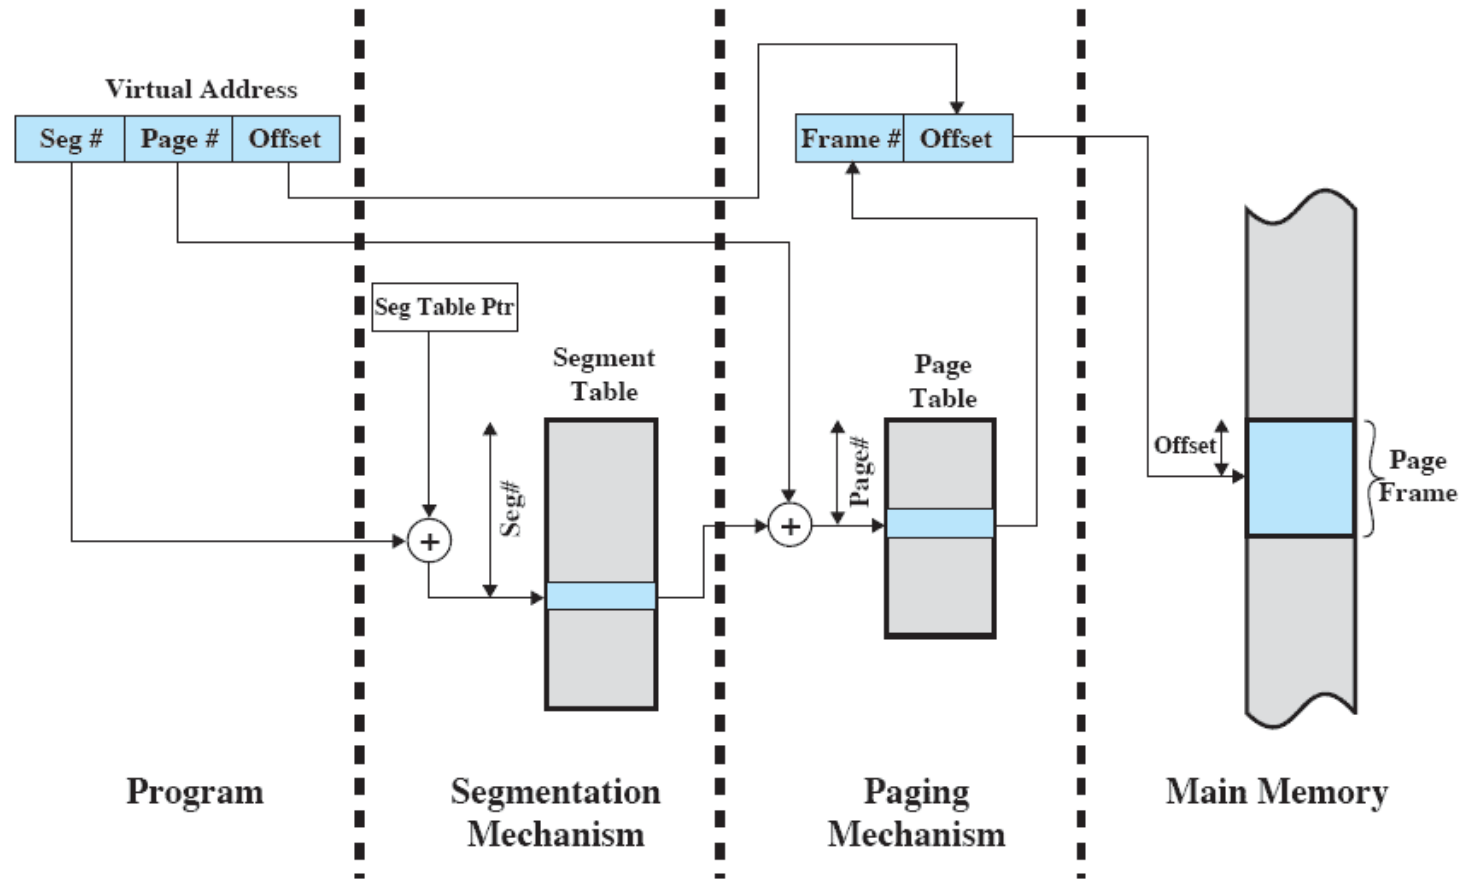 Virtual Address
Seg # Page # Offset
Frame # Offset
Seg Table Ptr
Segment
Table
Page
Table
Seg#
Page#
+
+
Offset
Page
Frame
Program
Segmentation
Mechanism
Paging
Mechanism
Main Memory